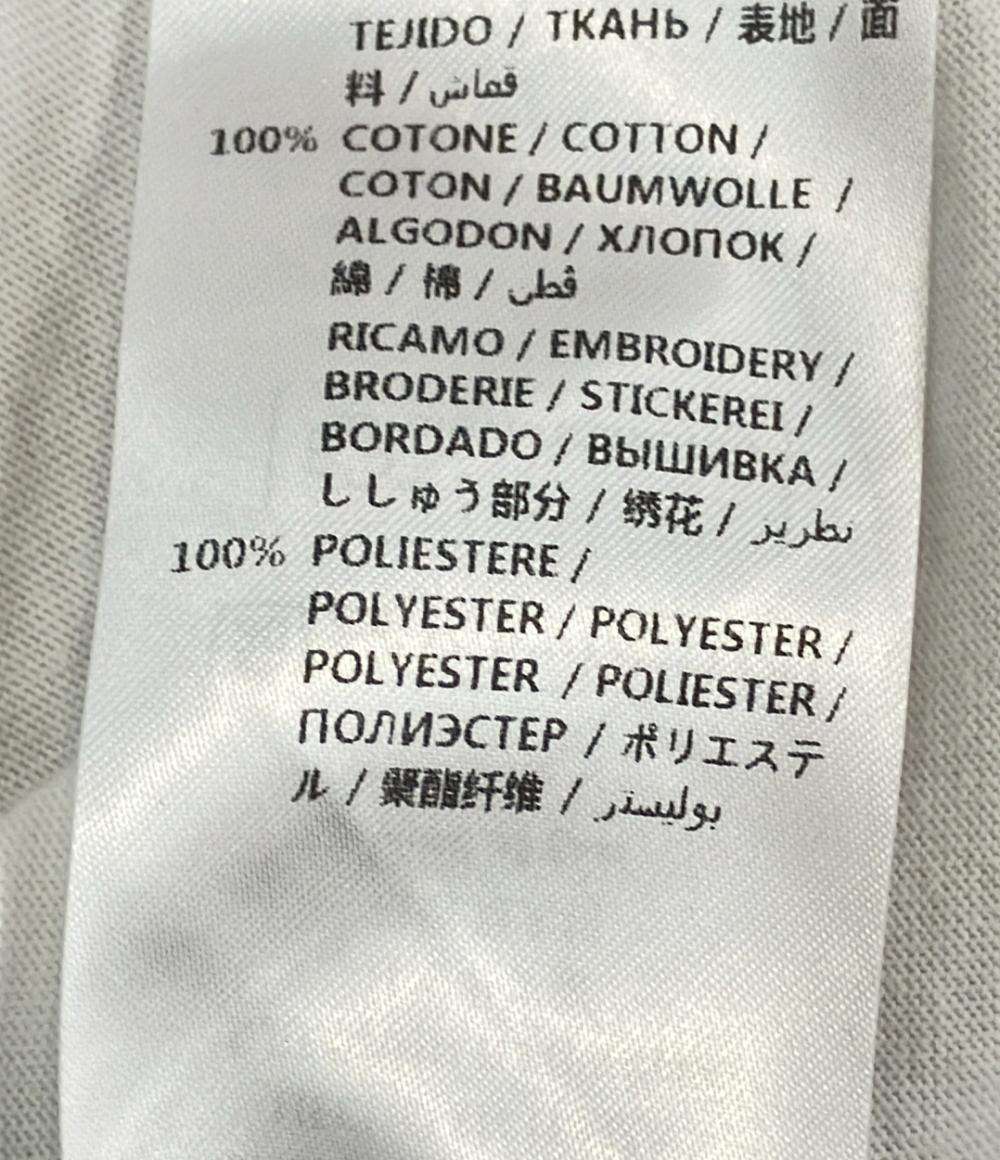 TEJIDO / ТКАНЬ / 表地 / 面
料 / قماش
100% COTONE / COTTON /
COTON / BAUMWOLLE /
ALGODON / ХЛОПОК /
綿 / 棉 / قطن
RICAMO / EMBROIDERY /
BRODERIE / STICKEREI /
BORDADO / ВЫШИВКА /
ししゅう部分 / 绣花 / تطريز
100% POLIESTERE /
POLYESTER / POLYESTER /
POLYESTER / POLIESTER /
ПОЛИЭСТЕР / ポリエステ
ル / 聚酯纤维 / بوليستر